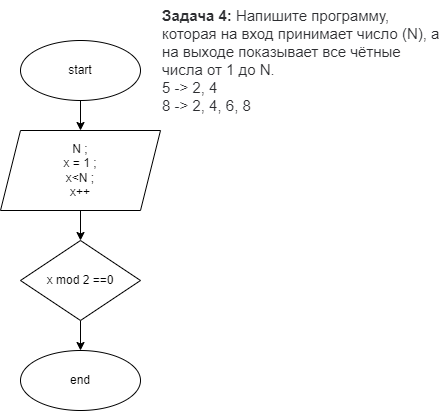 Задача 4: Напишите программу,
которая на вход принимает число (N), а
на выходе показывает все чётные
числа от 1 до N.
5 -> 2, 4
8 -> 2, 4, 6, 8
start
N ;
x = 1 ;
x<N ;
x++
x mod 2 ==0
end